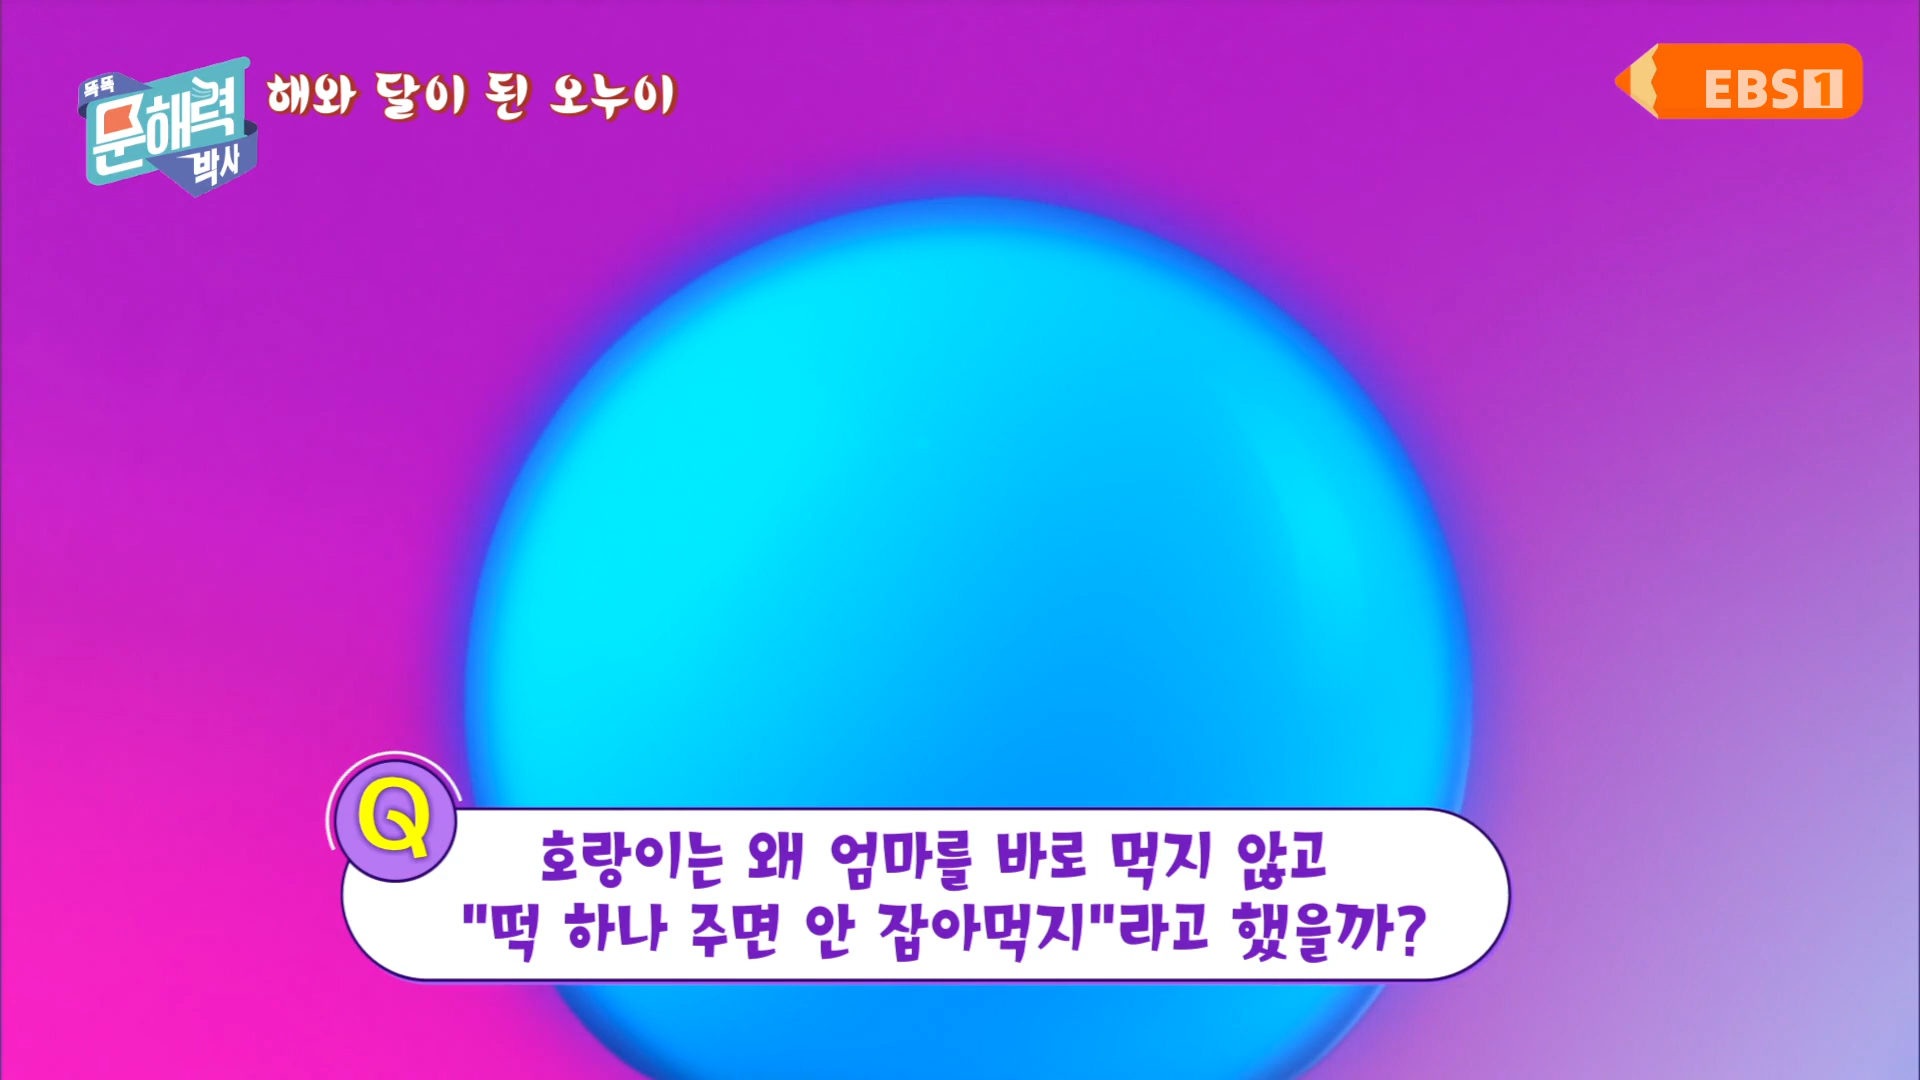 똑똑
문해력
박사
해와 달이 된 오누이
EBS1
Q
호랑이는 왜 엄마를 바로 먹지 않고
"떡 하나 주면 안 잡아먹지"라고 했을까?